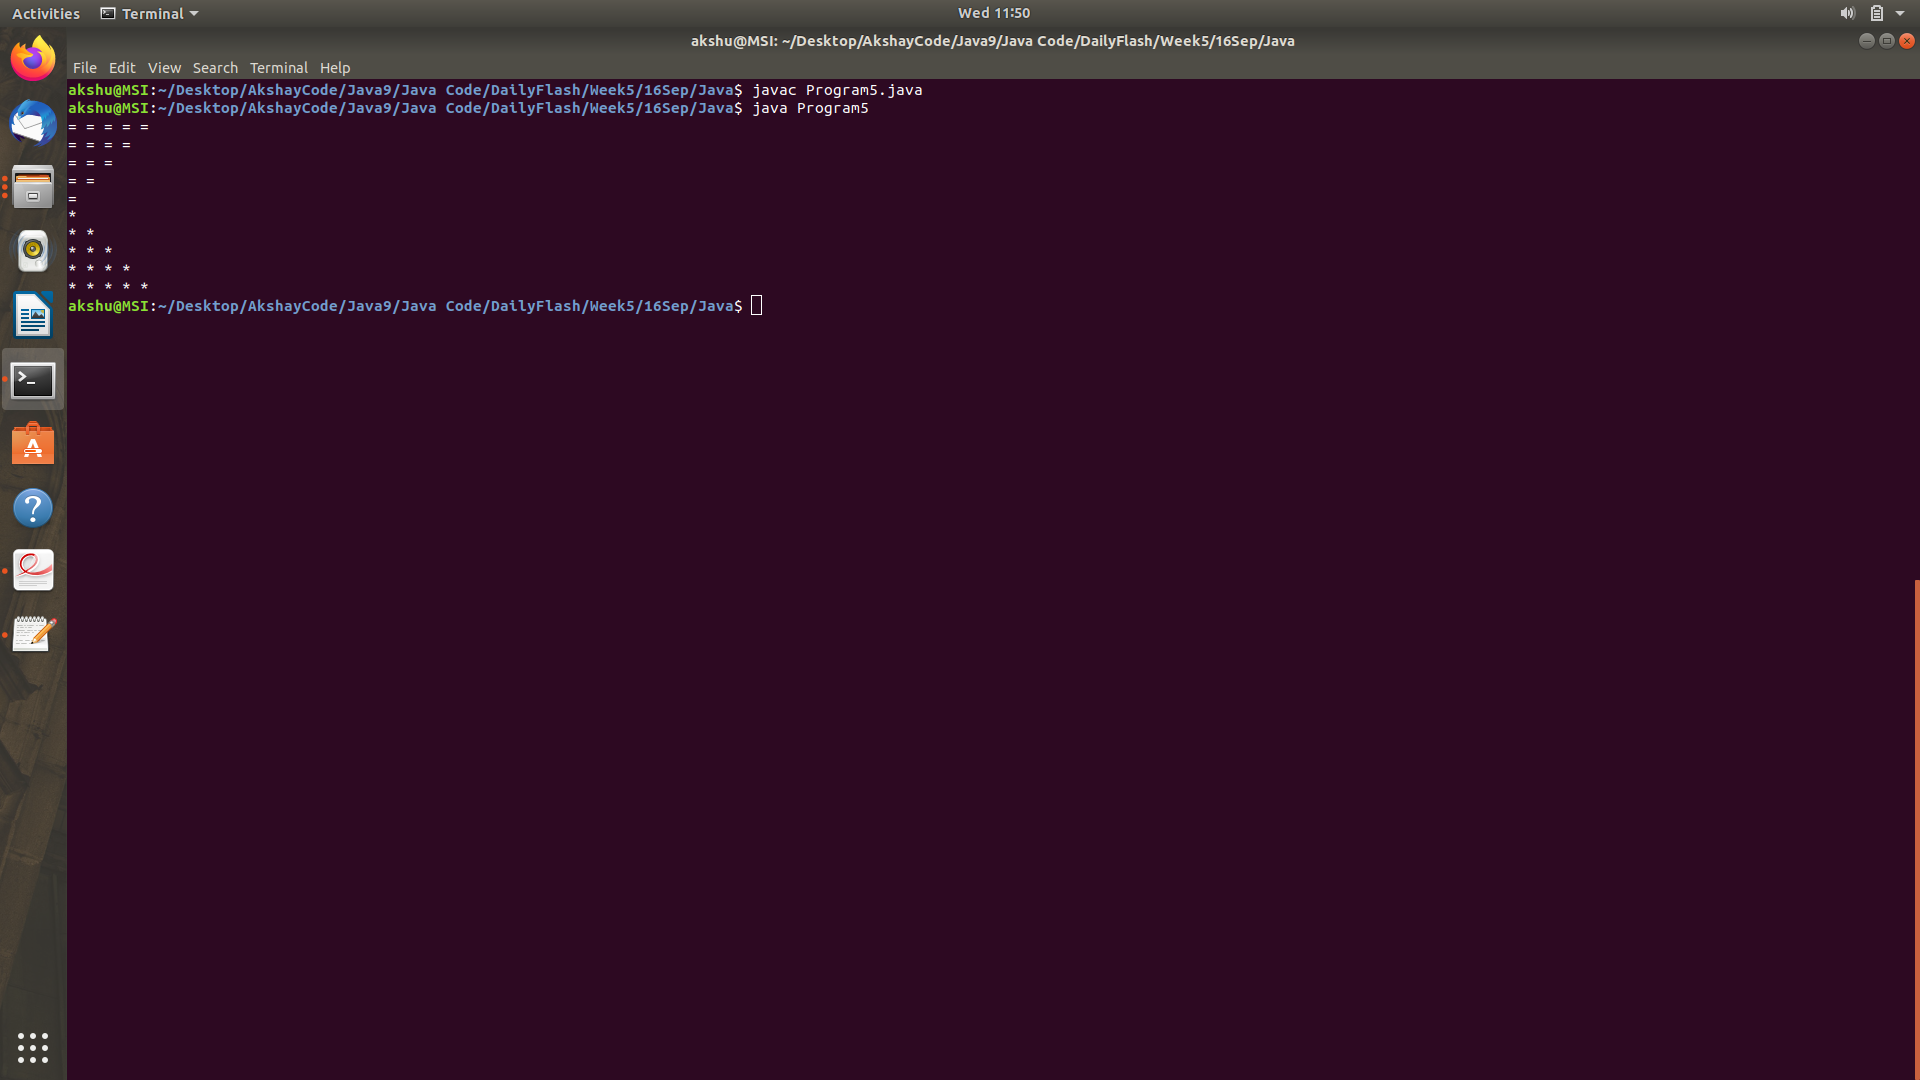 Activities Terminal Wed 11:50
akshu@MSI: ~/Desktop/AkshayCode/Java9/Java Code/DailyFlash/Week5/16Sep/Java
File Edit View Search Terminal Help
akshu@MSI:~/Desktop/AkshayCode/Java9/Java Code/DailyFlash/Week5/16Sep/Java$ javac Program5.java
akshu@MSI:~/Desktop/AkshayCode/Java9/Java Code/DailyFlash/Week5/16Sep/Java$ java Program5
= = = = =
= = = =
= = =
= =
=
*
* *
* * *
* * * *
* * * * *
akshu@MSI:~/Desktop/AkshayCode/Java9/Java Code/DailyFlash/Week5/16Sep/Java$